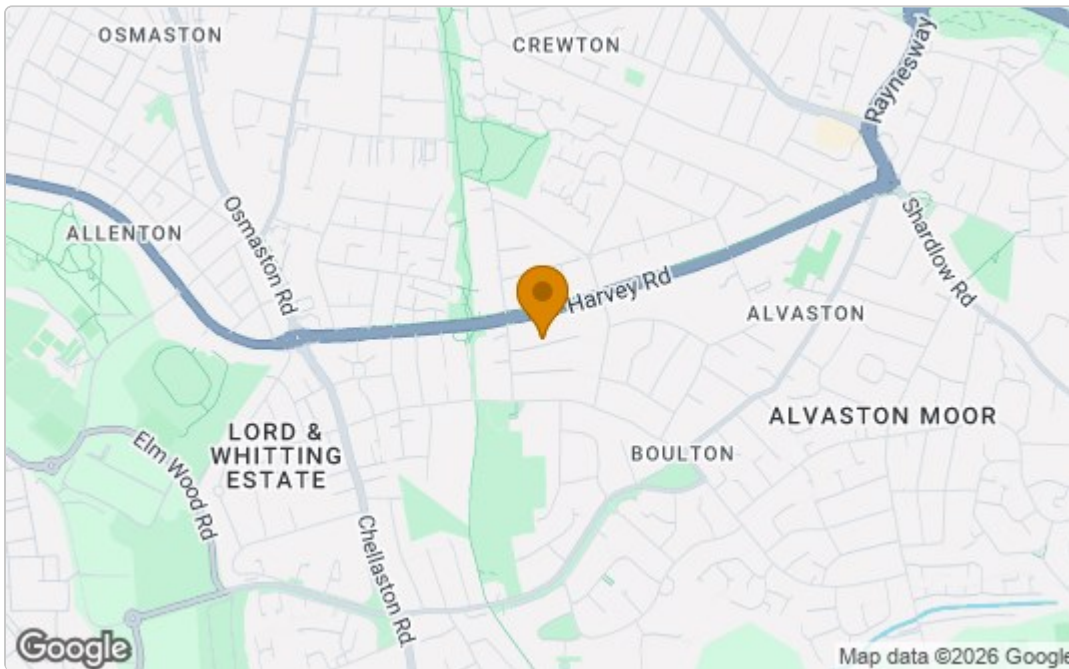 OSMASTON
CREWTON
Raynesway
Osmaston Rd
ALLENTON
Shardlow Rd
Harvey Rd
ALVASTON
ALVASTON MOOR
LORD &
WHITTING
ESTATE
BOULTON
Elm Wood Rd
Chellaston Rd
Google
Map data ©2026 Google